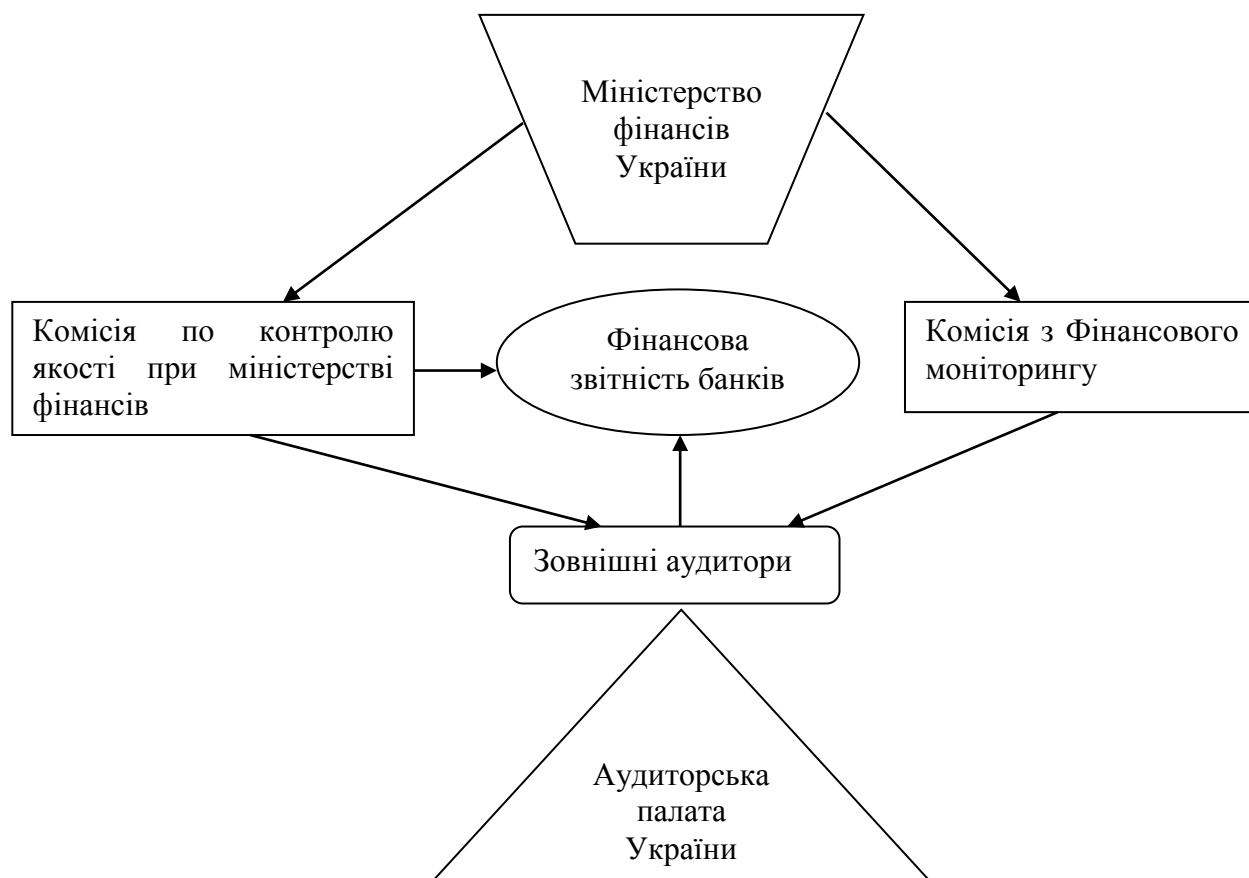 Міністерство
фінансів
України
Комісія по контролю
якості при міністерстві
фінансів
Фінансова
звітність банків
Комісія з Фінансового
моніторингу
Зовнішні аудитори
Аудиторська
палата
України